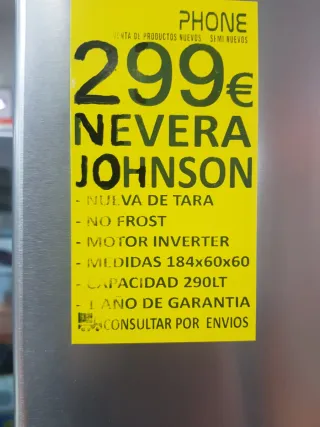 PHONE
VENTA DE PRODUCTOS NUEVOS SEMI NUEVOS
299€
NEVERA
JOHNSON
- NUEVA DE TARA
- NO FROST
- MOTOR INVERTER
- MEDIDAS 184x60x60
- CAPACIDAD 290LT
- 1 AÑO DE GARANTIA
CONSULTAR POR ENVIOS